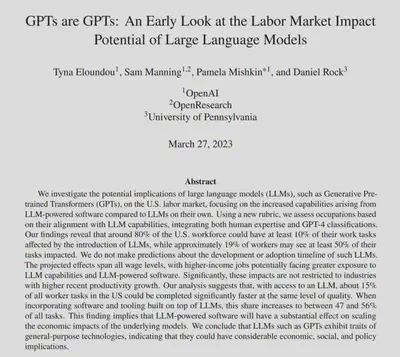 GPTs are GPTs: An Early Look at the Labor Market Impact
Potential of Large Language Models
Tyna Eloundou¹, Sam Manning¹,², Pamela Mishkin*¹, and Daniel Rock³
¹OpenAI
²OpenResearch
³University of Pennsylvania
March 27, 2023
Abstract
We investigate the potential implications of large language models (LLMs), such as Generative Pre-
trained Transformers (GPTs), on the U.S. labor market, focusing on the increased capabilities arising from
LLM-powered software compared to LLMs on their own. Using a new rubric, we assess occupations based
on their alignment with LLM capabilities, integrating both human expertise and GPT-4 classifications.
Our findings reveal that around 80% of the U.S. workforce could have at least 10% of their work tasks
affected by the introduction of LLMs, while approximately 19% of workers may see at least 50% of their
tasks impacted. We do not make predictions about the development or adoption timeline of such LLMs.
The projected effects span all wage levels, with higher-income jobs potentially facing greater exposure to
LLM capabilities and LLM-powered software. Significantly, these impacts are not restricted to industries
with higher recent productivity growth. Our analysis suggests that, with access to an LLM, about 15%
of all worker tasks in the US could be completed significantly faster at the same level of quality. When
incorporating software and tooling built on top of LLMs, this share increases to between 47 and 56%
of all tasks. This finding implies that LLM-powered software will have a substantial effect on scaling
the economic impacts of the underlying models. We conclude that LLMs such as GPTs exhibit traits of
general-purpose technologies, indicating that they could have considerable economic, social, and policy
implications.